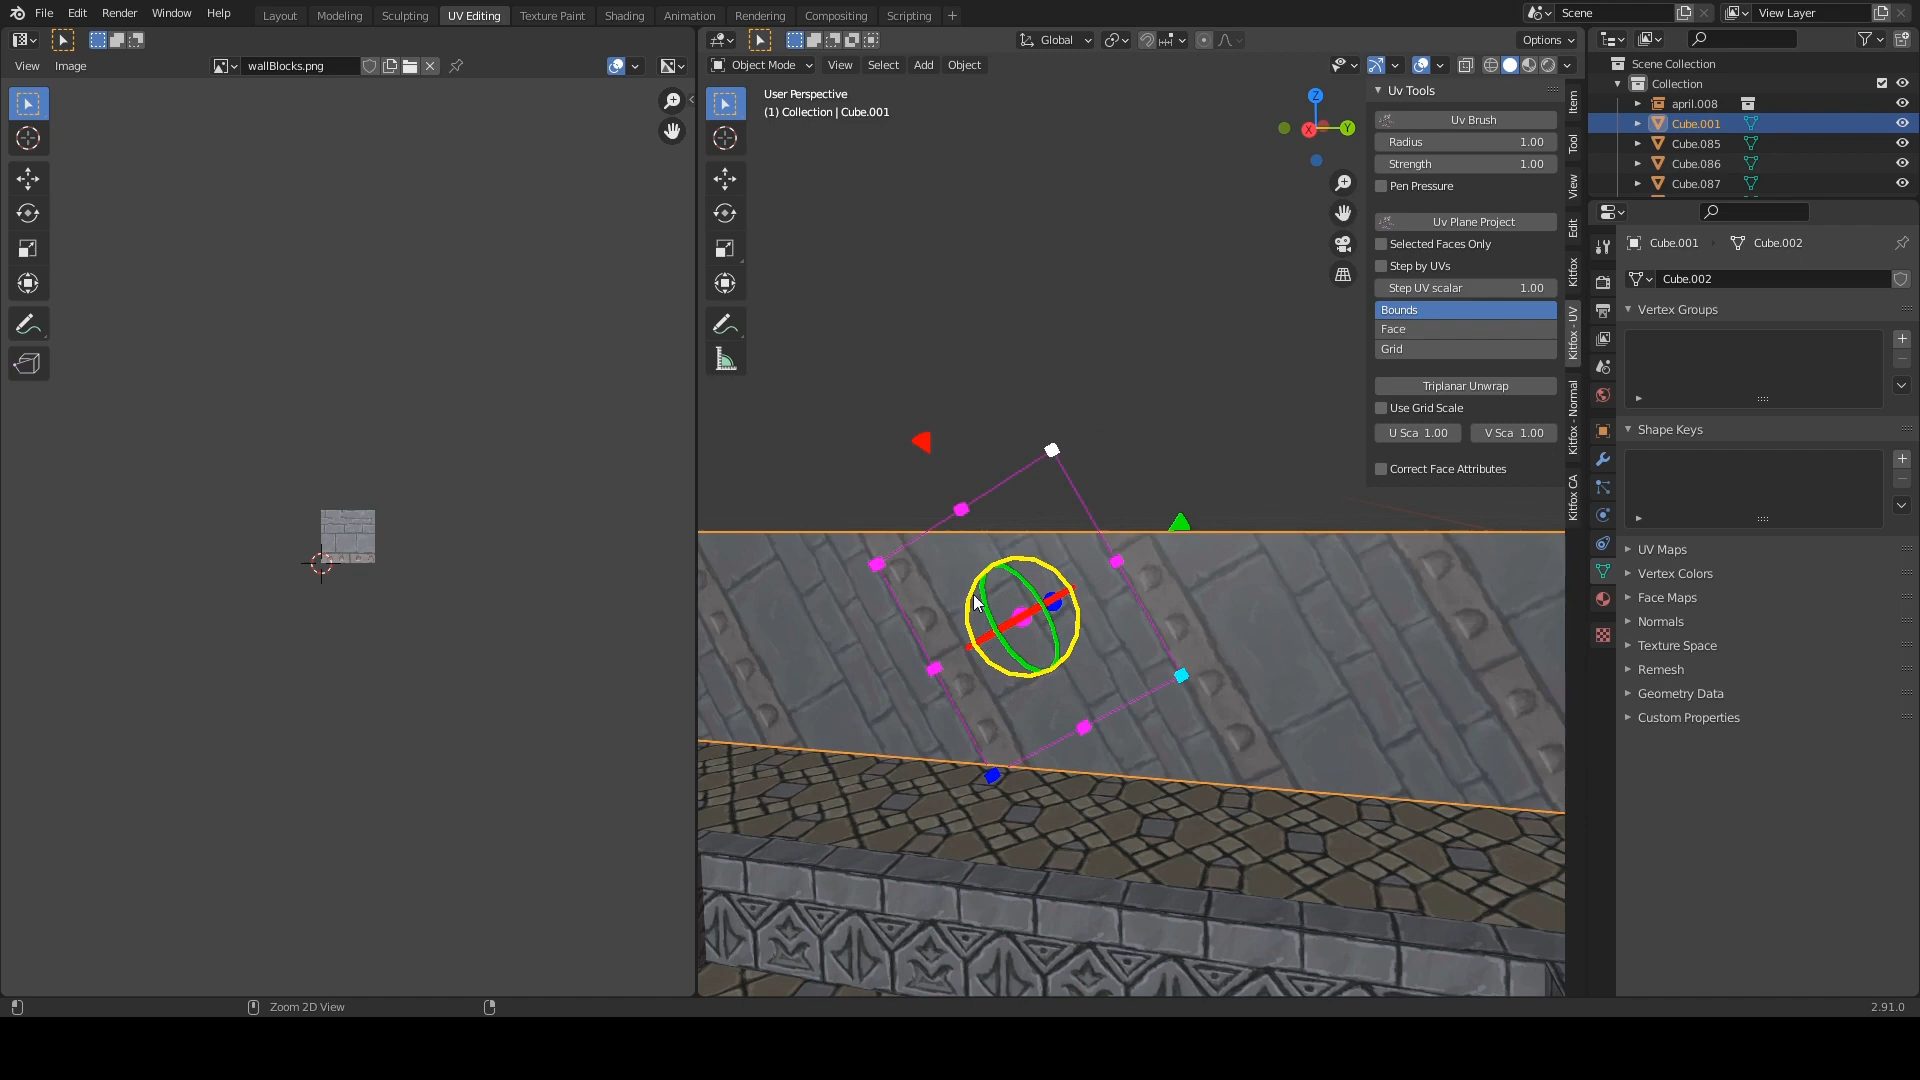 File Edit Render Window Help
Layout Modeling Sculpting UV Editing Texture Paint Shading Animation Rendering Compositing Scripting +
Scene
View Layer
Global
Options
View Image
wallBlocks.png
Object Mode View Select Add Object
User Perspective
(1) Collection | Cube.001
Z
X
Y
Uv Tools
Uv Brush
Radius 1.00
Strength 1.00
Pen Pressure
Uv Plane Project
Selected Faces Only
Step by UVs
Step UV scalar 1.00
Bounds
Face
Grid
Triplanar Unwrap
Use Grid Scale
U Sca 1.00 V Sca 1.00
Correct Face Attributes
Item
Tool
View
Edit
Kitfox
Kitfox - UV
Kitfox - Normal
Kitfox CA
Scene Collection
Collection
april.008
Cube.001
Cube.085
Cube.086
Cube.087
Cube.001 Cube.002
Cube.002
Vertex Groups
Shape Keys
UV Maps
Vertex Colors
Face Maps
Normals
Texture Space
Remesh
Geometry Data
Custom Properties
Zoom 2D View
2.91.0